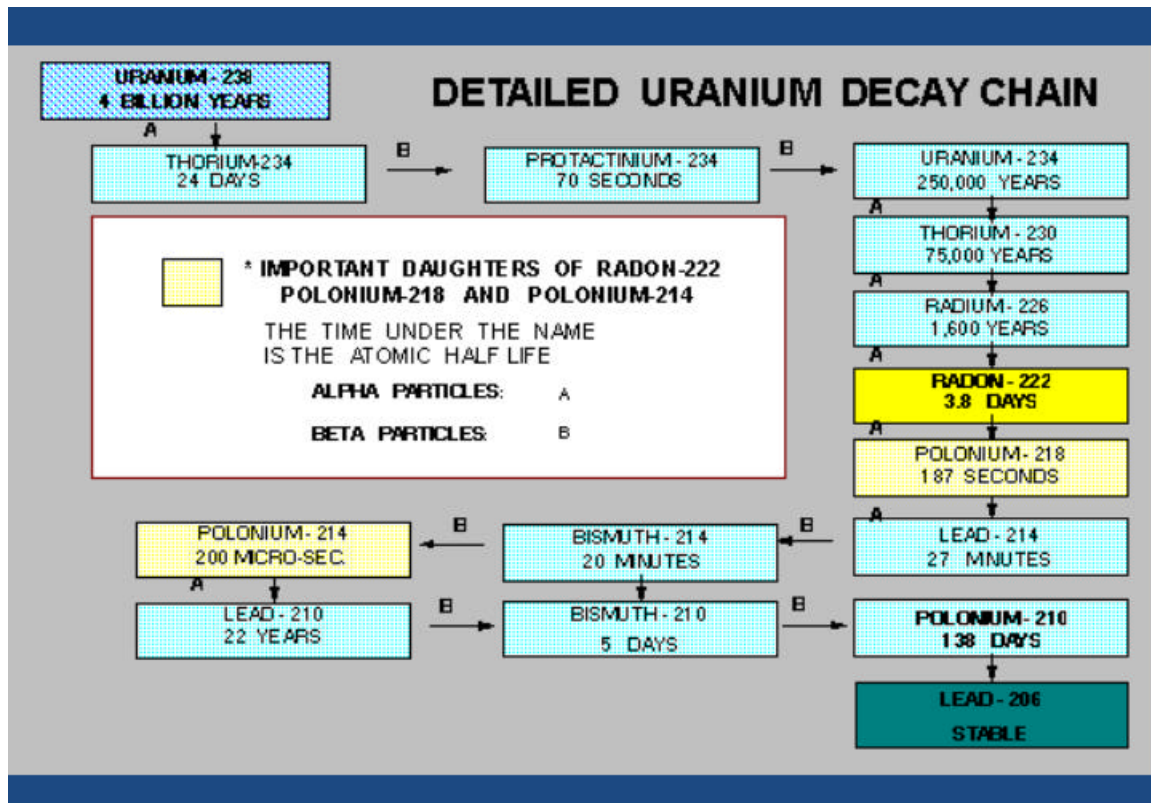 URANIUM - 238
4 BILLION YEARS
DETAILED URANIUM DECAY CHAIN
A
THORIUM-234
24 DAYS
B
PROTACTINIUM - 234
70 SECONDS
B
URANIUM - 234
250,000 YEARS
A
THORIUM - 230
75,000 YEARS
A
RADIUM - 226
1,600 YEARS
A
RADON - 222
3.8 DAYS
A
POLONIUM - 218
187 SECONDS
A
* IMPORTANT DAUGHTERS OF RADON-222
POLONIUM-218 AND POLONIUM-214
THE TIME UNDER THE NAME
IS THE ATOMIC HALF LIFE
ALPHA PARTICLES: A
BETA PARTICLES: B
LEAD - 214
27 MNUTES
B
BISMUTH - 214
20 MINUTES
B
POLONIUM - 214
200 MICRO-SEC.
A
LEAD - 210
22 YEARS
B
BISMUTH - 210
5 DAYS
B
POLONIUM - 210
138 DAYS
LEAD - 206
STABLE